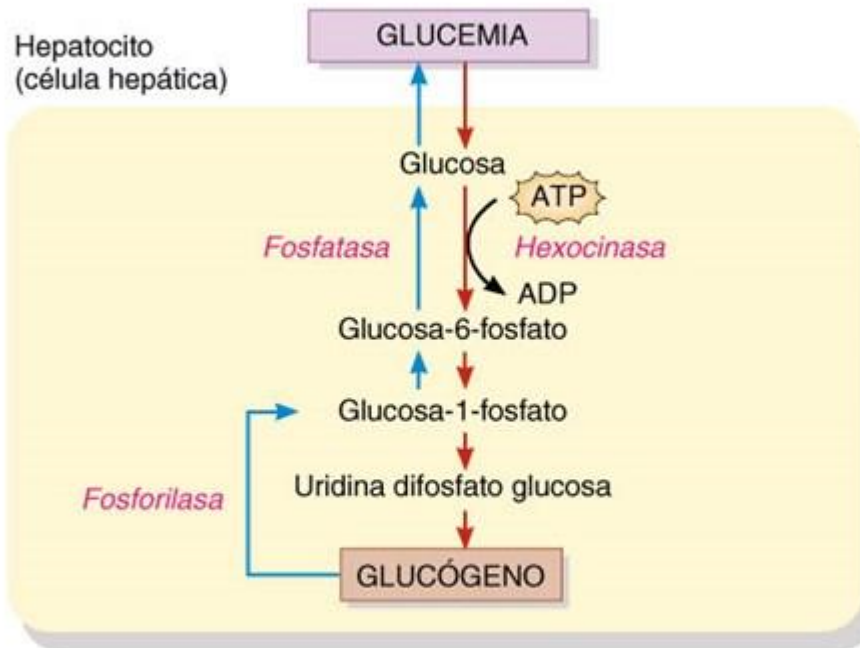 GLUCEMIA
Hepatocito
(célula hepática)
Glucosa
ATP
Fosfatasa
Hexocinasa
ADP
Glucosa-6-fosfato
Glucosa-1-fosfato
Uridina difosfato glucosa
Fosforilasa
GLUCÓGENO